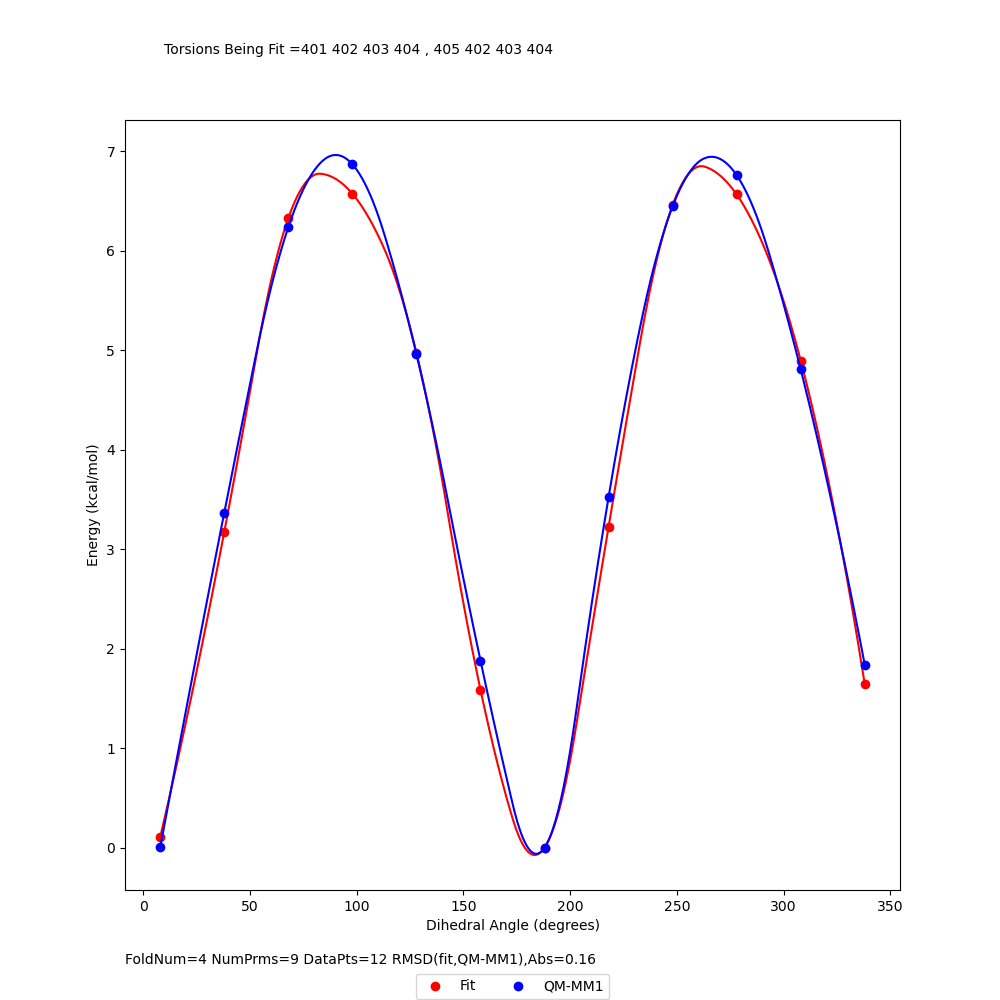 Torsions Being Fit =401 402 403 404 , 405 402 403 404
7
6
5
4
3
2
1
0
Energy (kcal/mol)
0 50 100 150 200 250 300 350
Dihedral Angle (degrees)
FoldNum=4 NumPrms=9 DataPts=12 RMSD(fit,QM-MM1),Abs=0.16
Fit QM-MM1